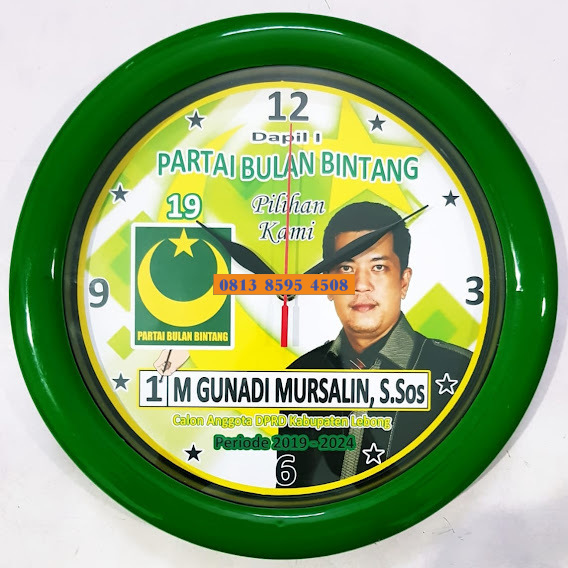 12
Dapil I
PARTAI BULAN BINTANG
19
Pilihan
Kami
PARTAI BULAN BINTANG
0813 8595 4508
9
3
1 M GUNADI MURSALIN, S.Sos
Calon Anggota DPRD Kabupaten Lebong
Periode 2019 - 2024
6